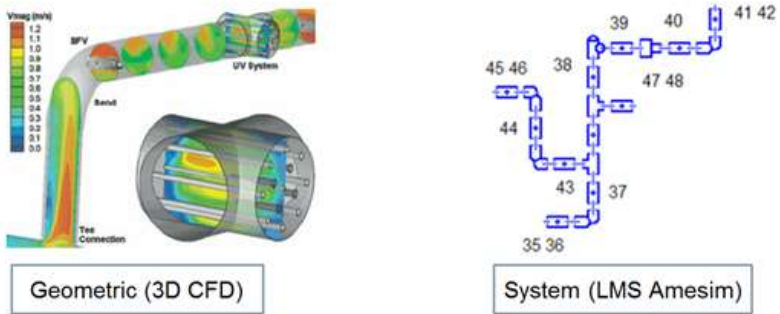 Vmag (m/s)
1.2
1.1
1.0
0.9
0.8
0.7
0.6
0.5
0.4
0.3
0.2
0.1
0.0
BFV
UV System
Bend
Tee
Connection
Geometric (3D CFD)
39 40 41 42
38
45 46
47 48
44
43
37
35 36
System (LMS Amesim)